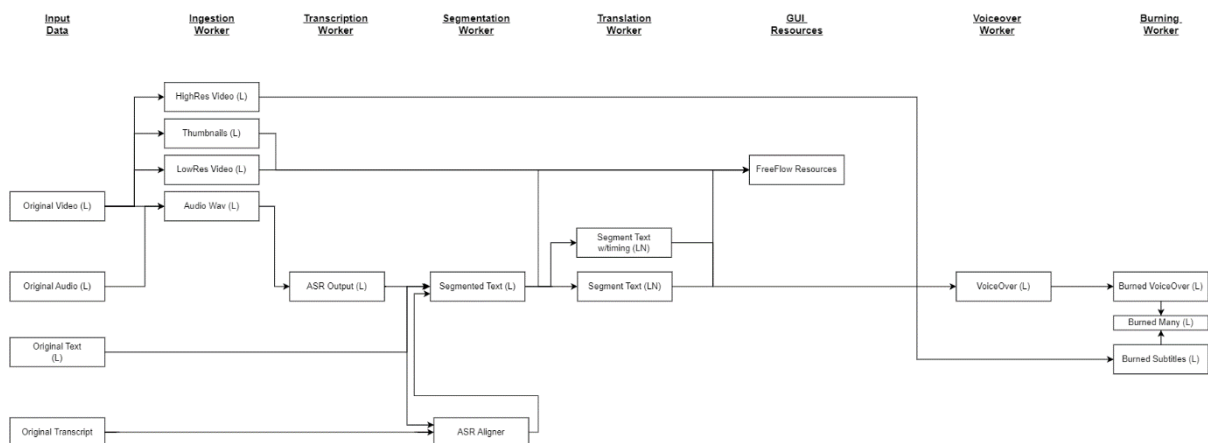 Input
Data
Ingestion
Worker
Transcription
Worker
Segmentation
Worker
Translation
Worker
GUI
Resources
Voiceover
Worker
Burning
Worker
HighRes Video (L)
Thumbnails (L)
LowRes Video (L)
FreeFlow Resources
Original Video (L)
Audio Wav (L)
Segment Text
w/timing (LN)
Original Audio (L)
ASR Output (L)
Segmented Text (L)
Segment Text (LN)
VoiceOver (L)
Burned VoiceOver (L)
Burned Many (L)
Original Text
(L)
Burned Subtitles (L)
Original Transcript
ASR Aligner